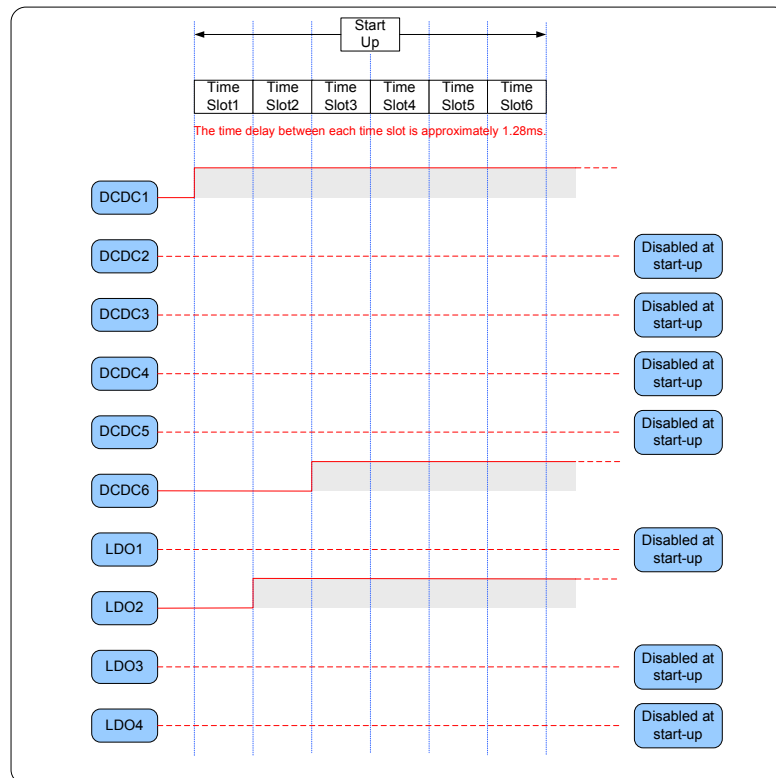 Start
Up
Time
Slot1
Time
Slot2
Time
Slot3
Time
Slot4
Time
Slot5
Time
Slot6
The time delay between each time slot is approximately 1.28ms.
DCDC1
DCDC2
Disabled at
start-up
DCDC3
Disabled at
start-up
DCDC4
Disabled at
start-up
DCDC5
Disabled at
start-up
DCDC6
LDO1
Disabled at
start-up
LDO2
LDO3
Disabled at
start-up
LDO4
Disabled at
start-up